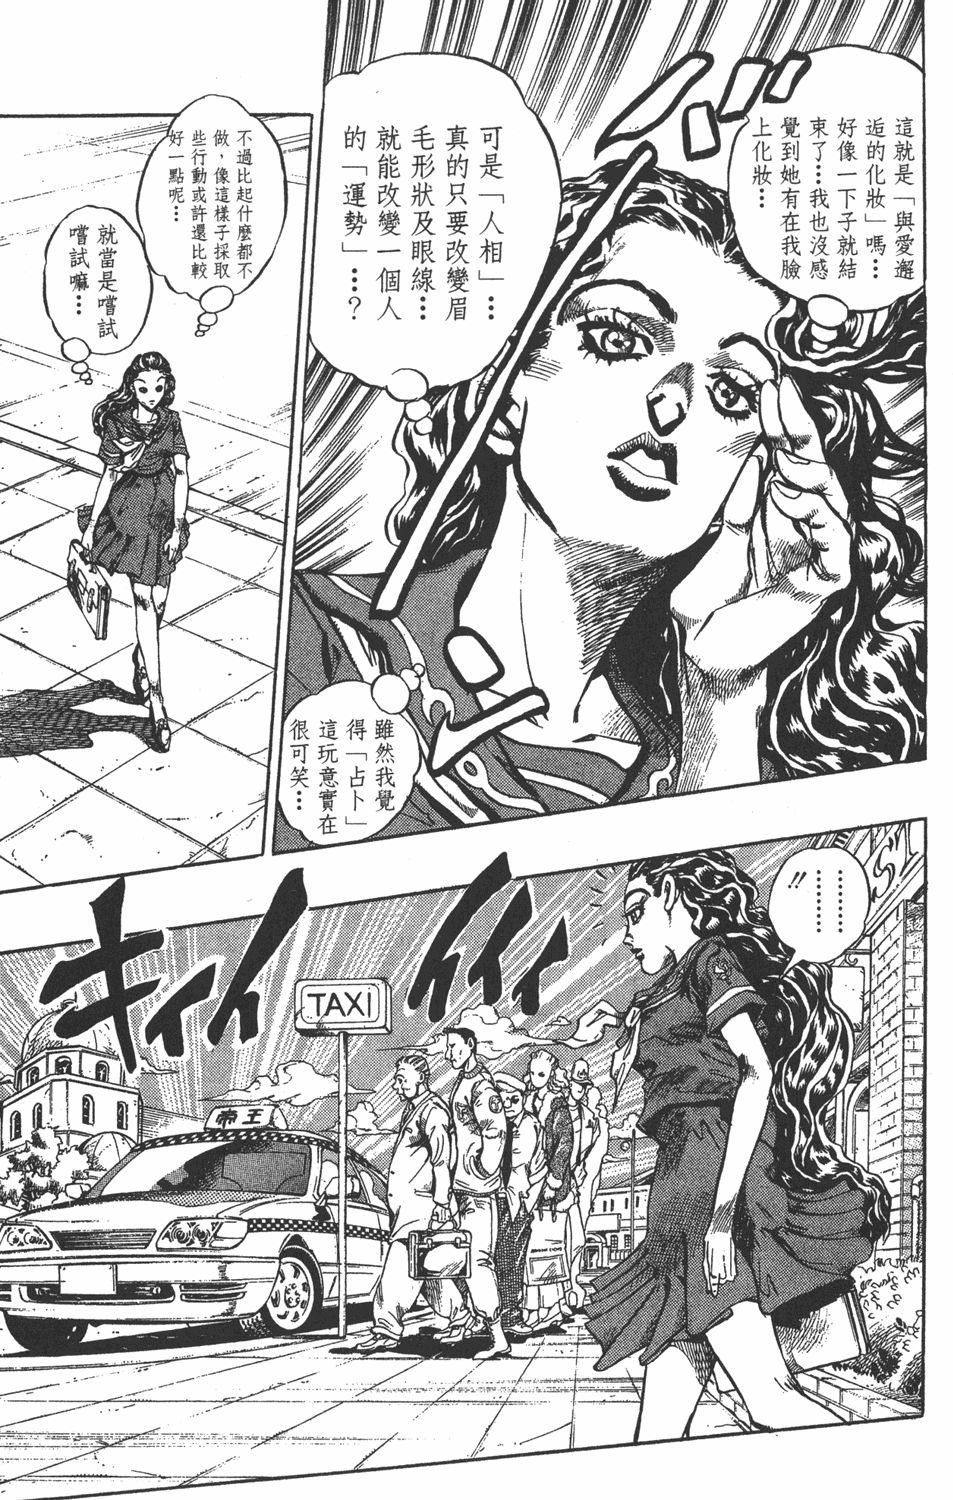 這就是「與愛邂
逅的化妝」嗎…
好像一下子就結
束了…我也沒感
覺到她有在我臉
上化妝…
可是「人相」…
真的只要改變眉
毛形狀及眼線…
就能改變一個人
的「運勢」…？
雖然我覺
得「占卜」
這玩意實在
很可笑…
不過比起什麼都不
做，像這樣子採取
些行動或許還比較
好一點呢…
就當是嚐試
嚐試嘛…
…………
!!
ST
キィィイ
イィイィ
TAXi
帝王